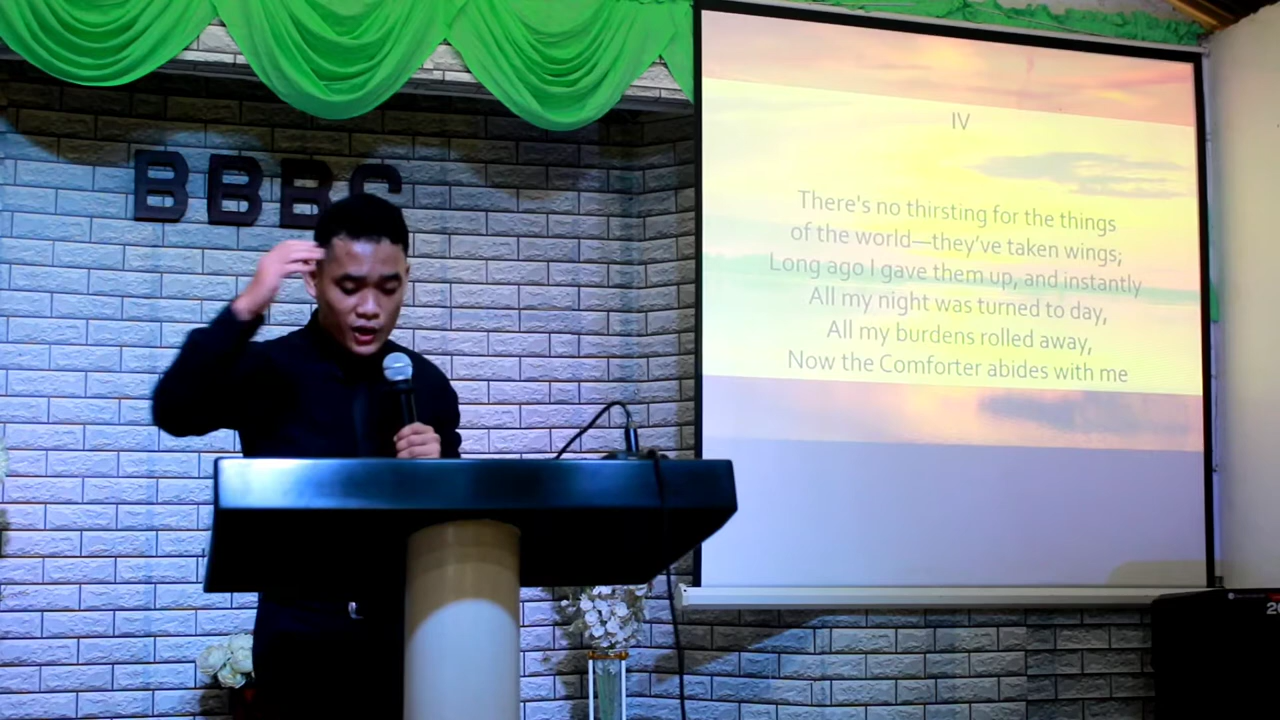 BBBC
IV
There's no thirsting for the things
of the world—they've taken wings;
Long ago I gave them up, and instantly
All my night was turned to day,
All my burdens rolled away,
Now the Comforter abides with me